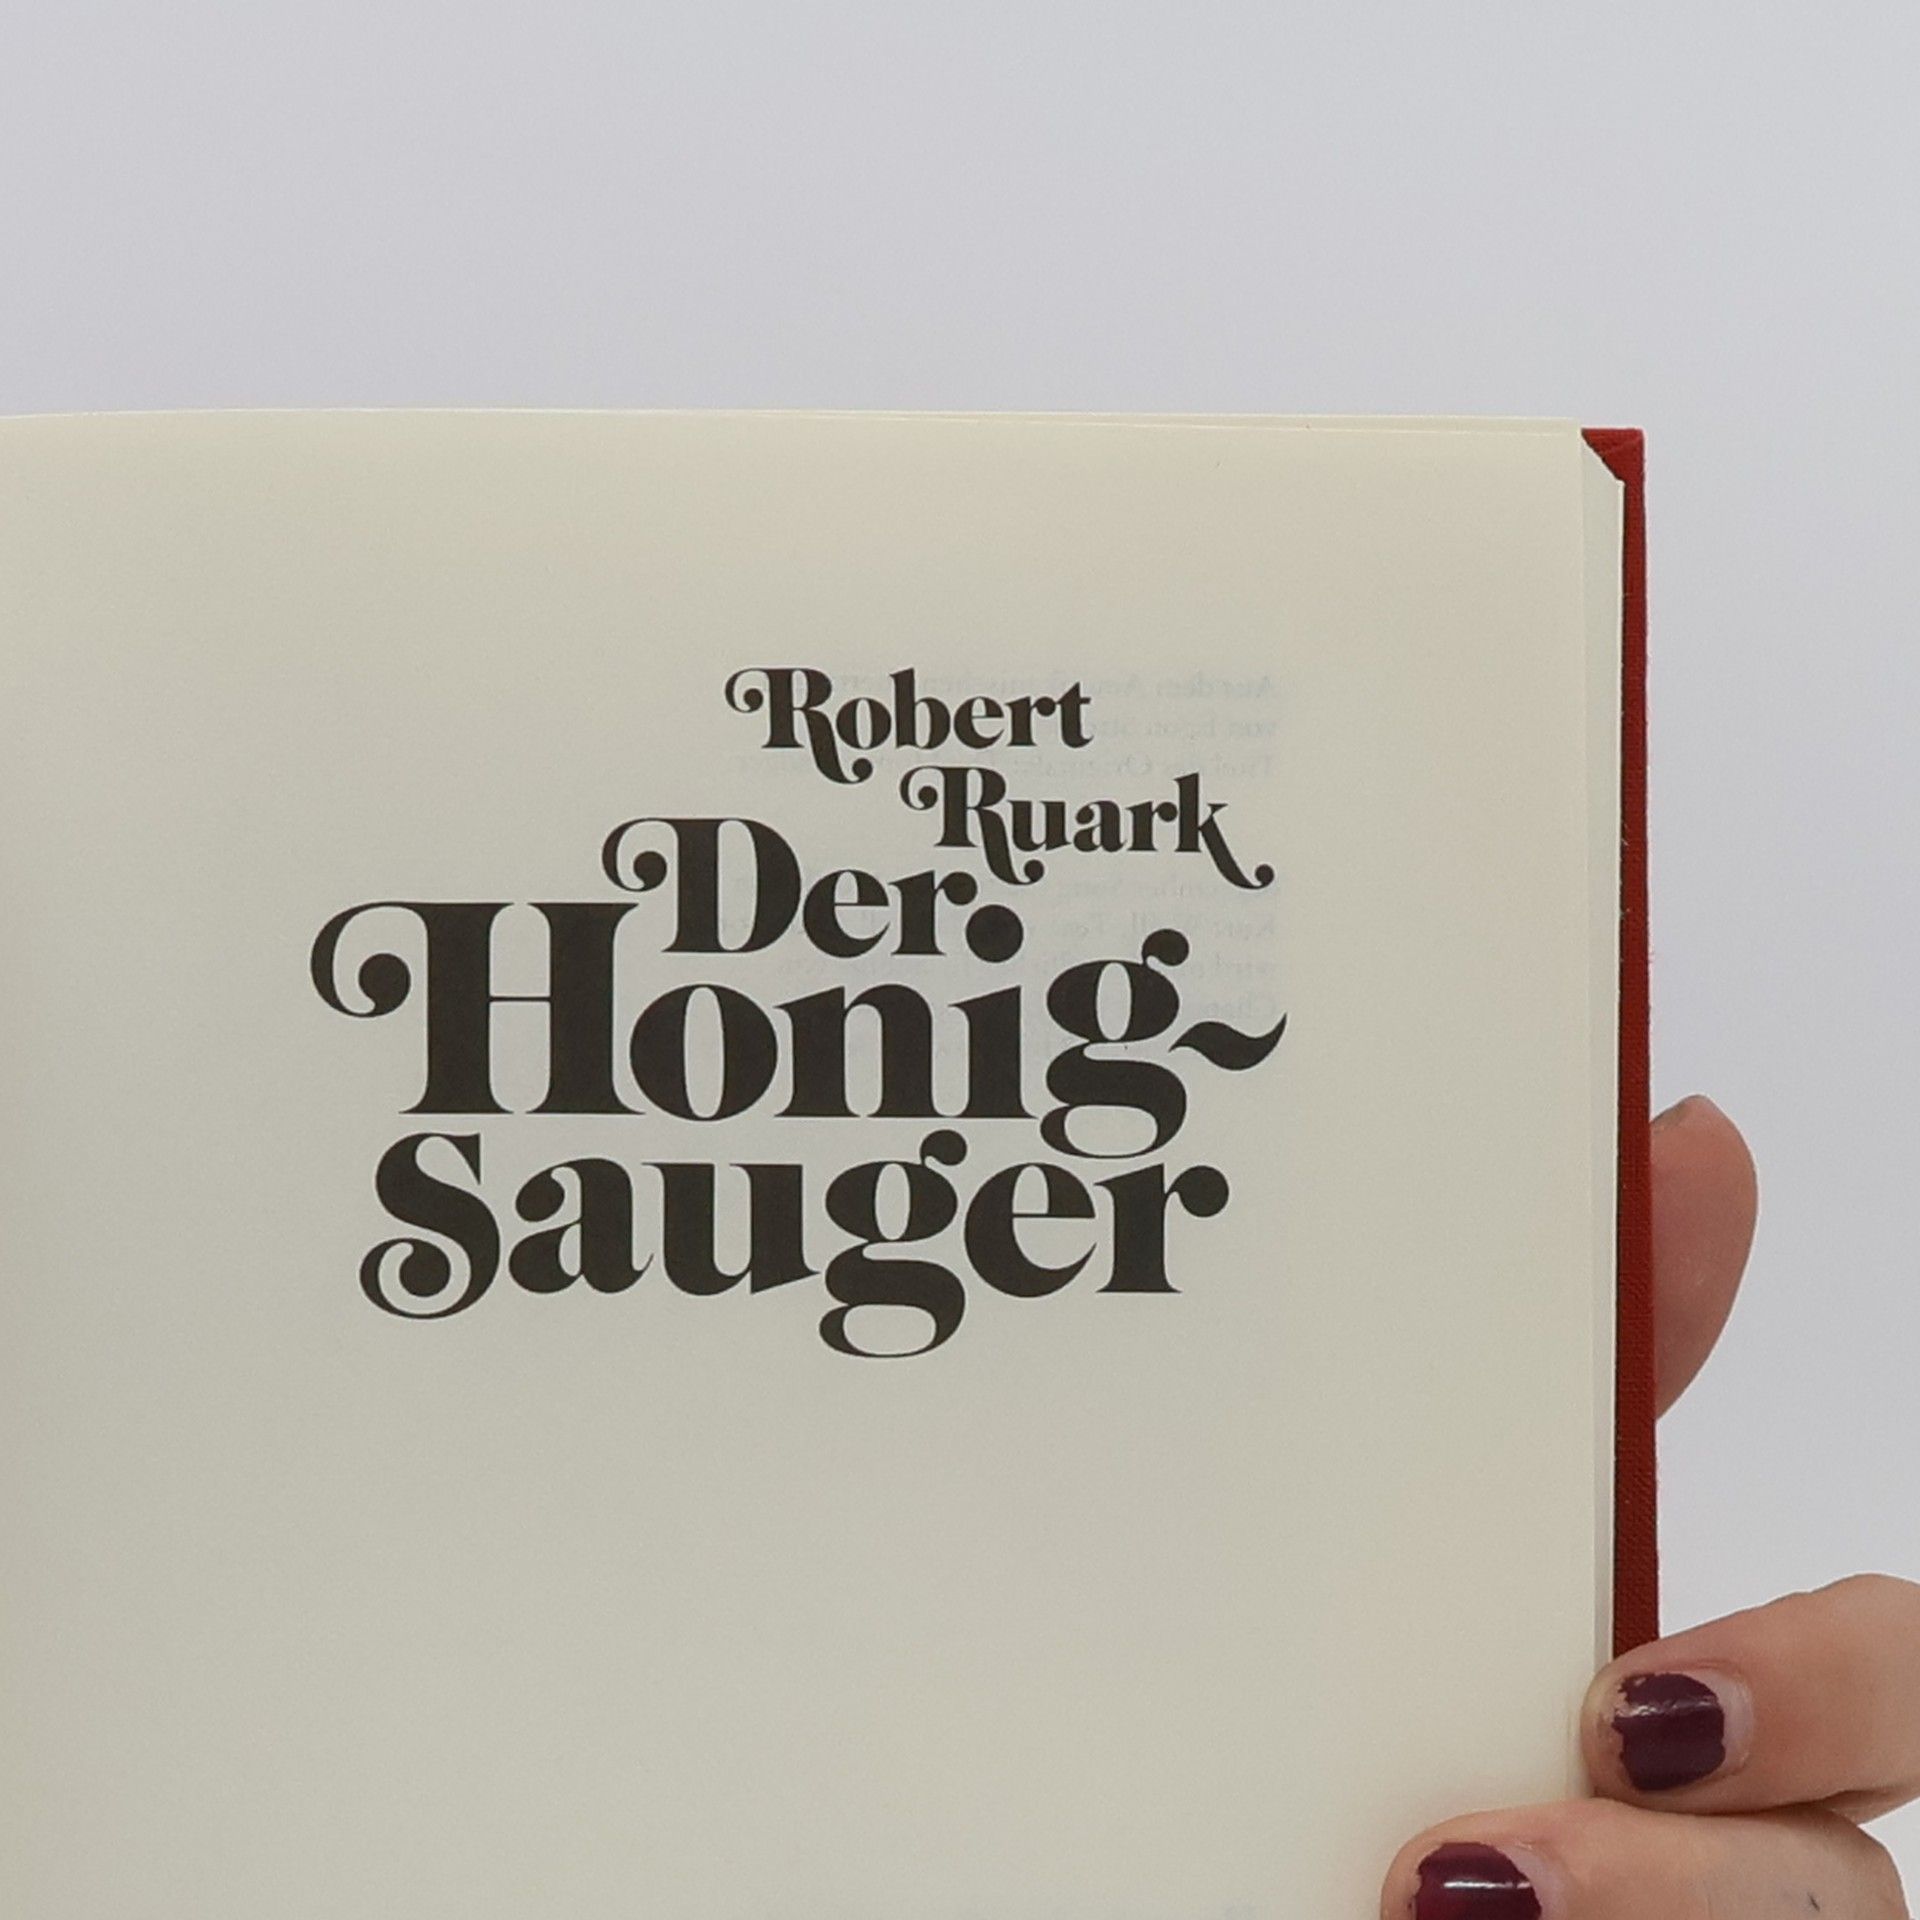 Robert
Ruark
Der
Honig-
Sauger